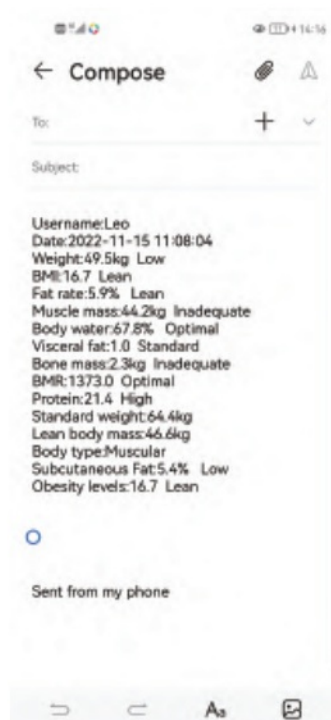 14:16
Compose
To:
Subject:
Username:Leo
Date:2022-11-15 11:08:04
Weight:49.5kg Low
BMI:16.7 Lean
Fat rate:5.9% Lean
Muscle mass:44.2kg Inadequate
Body water:67.8% Optimal
Visceral fat:1.0 Standard
Bone mass:2.3kg Inadequate
BMR:1373.0 Optimal
Protein:21.4 High
Standard weight:64.4kg
Lean body mass:46.6kg
Body type:Muscular
Subcutaneous Fat:5.4% Low
Obesity levels:16.7 Lean
Sent from my phone
Aa